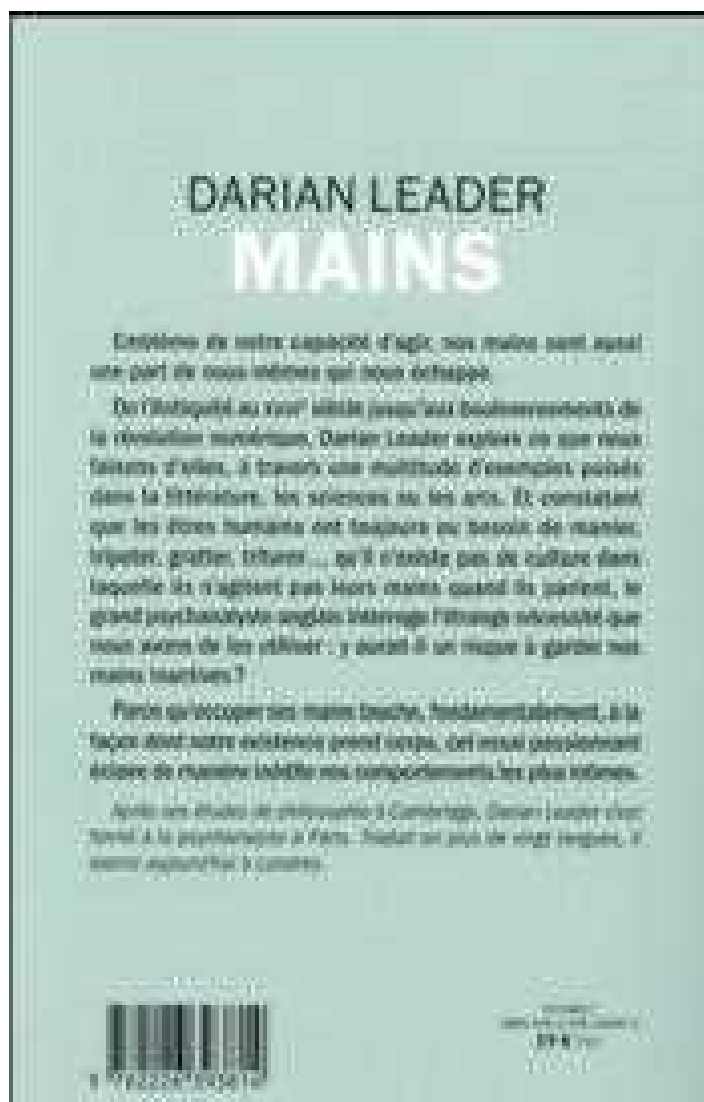 DARIAN LEADER
MAINS
Emblème de notre capacité d'agir, nos mains sont aussi
une part de nous-mêmes qui nous échappe.
De l'Antiquité au siècle jusqu'aux bouleversements de
la révolution numérique, Darian Leader explore ce que nous
faisons d'elles, à travers une multitude d'exemples puisés
dans la littérature, les sciences ou les arts. Et constatant
que les êtres humains ont toujours eu besoin de manier,
tripoter, gratter, triturer... qu'il n'existe pas de culture dans
laquelle ils n'agitent pas leurs mains quand ils parlent, le
grand psychanalyste anglais interroge l'étrange nécessité que
nous avons de les utiliser : y aurait-il un risque à garder nos
mains inactives ?
Parce qu'occuper ses mains touche, fondamentalement, à la
façon dont notre existence prend corps, cet essai passionnant
éclaire de manière inédite nos comportements les plus intimes.
Après ses études de philosophie à Cambridge, Darian Leader s'est
formé à la psychanalyse à Paris. Traduit en plus de vingt langues, il
exerce aujourd'hui à Londres.